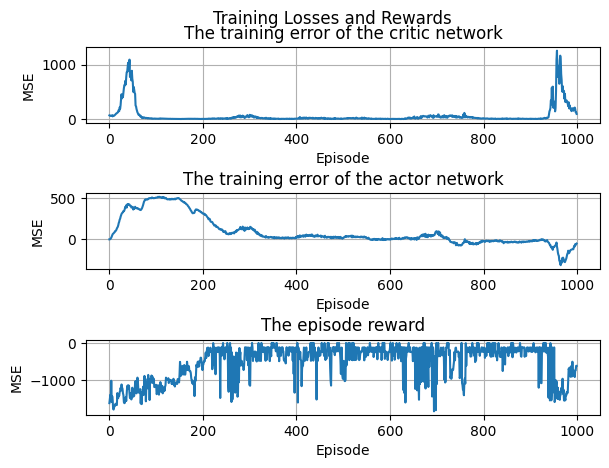 Training Losses and Rewards
The training error of the critic network
1000
0
MSE
0 200 400 600 800 1000
Episode
The training error of the actor network
500
0
MSE
0 200 400 600 800 1000
Episode
The episode reward
0
−1000
MSE
0 200 400 600 800 1000
Episode